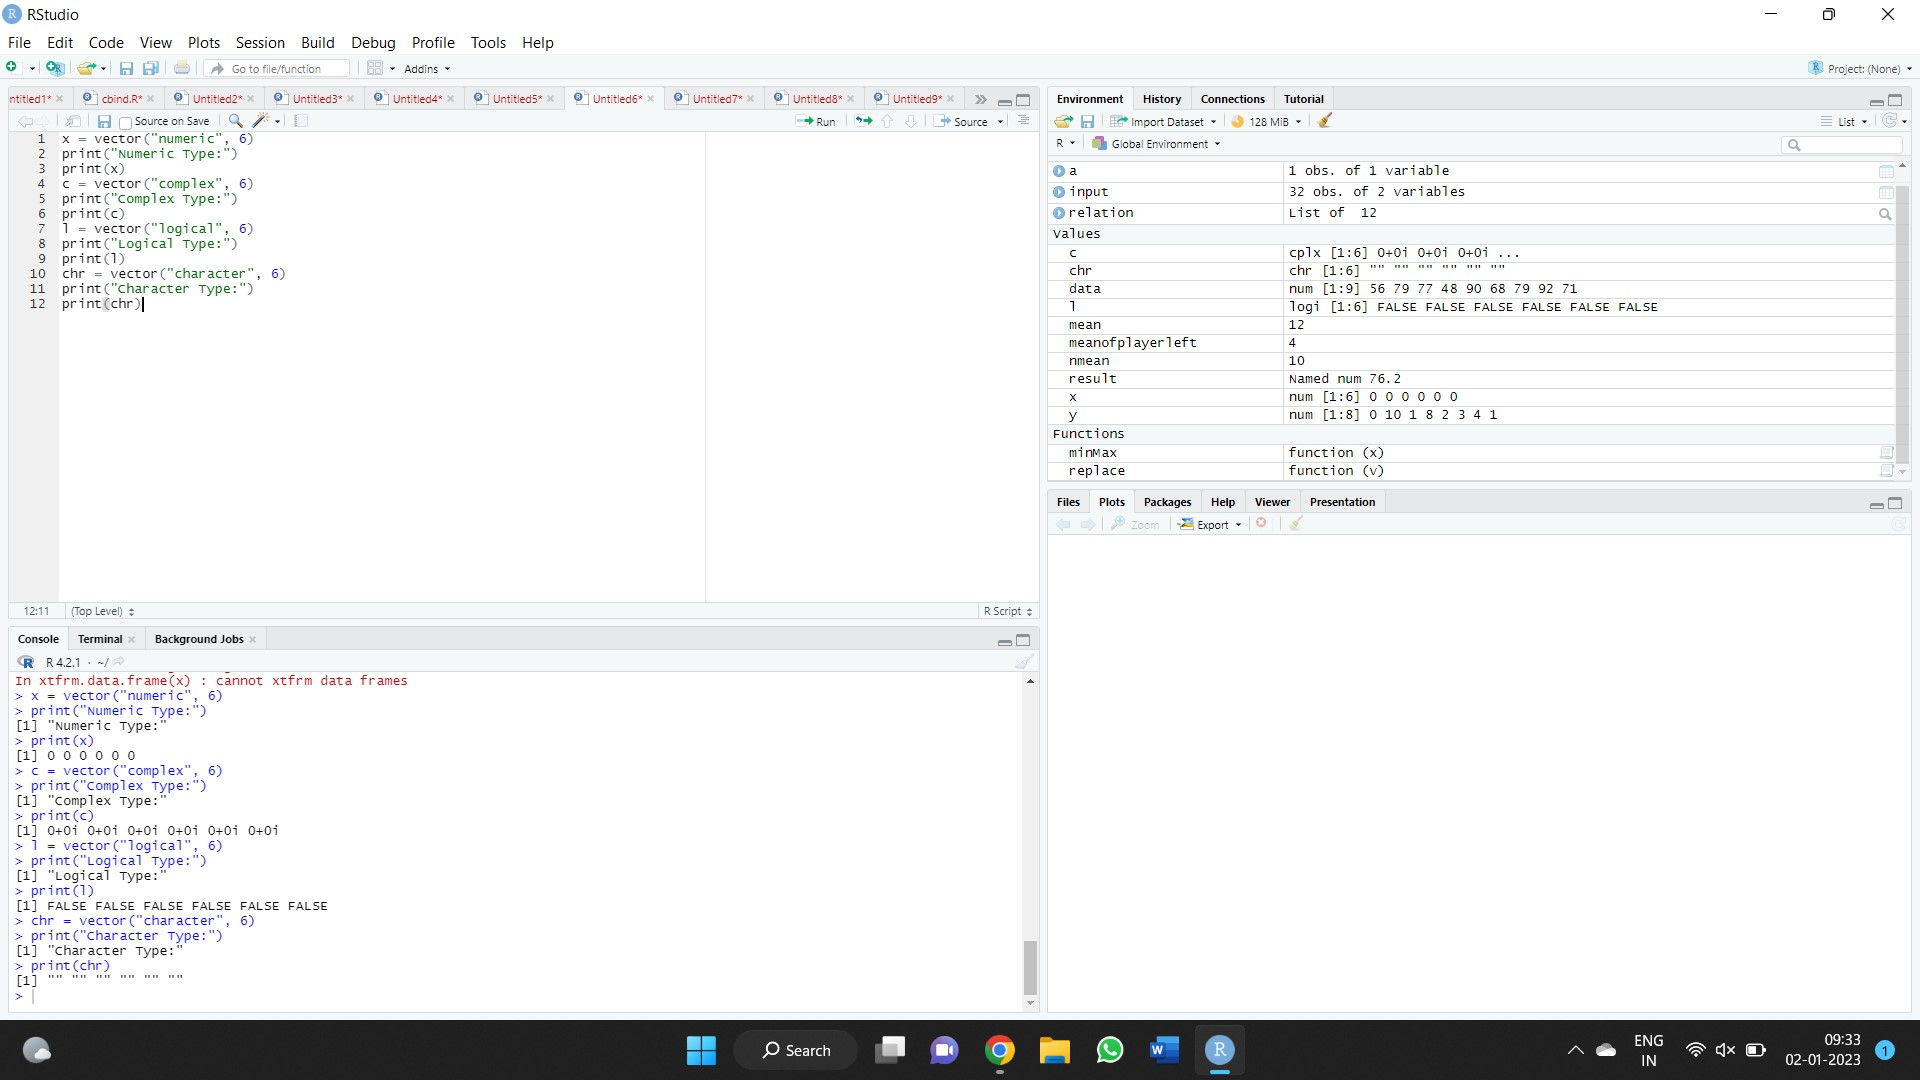 RStudio
File Edit Code View Plots Session Build Debug Profile Tools Help
Go to file/function Addins Project: (None)
ntitled1* cbind.R* Untitled2* Untitled3* Untitled4* Untitled5* Untitled6* Untitled7* Untitled8* Untitled9*
Source on Save Run Source
1 x = vector("numeric", 6)
2 print("Numeric Type:")
3 print(x)
4 c = vector("complex", 6)
5 print("Complex Type:")
6 print(c)
7 l = vector("logical", 6)
8 print("Logical Type:")
9 print(l)
10 chr = vector("character", 6)
11 print("Character Type:")
12 print(chr)
12:11 (Top Level) R Script
Console Terminal Background Jobs
R 4.2.1 · ~/
In xtfrm.data.frame(x) : cannot xtfrm data frames
> x = vector("numeric", 6)
> print("Numeric Type:")
[1] "Numeric Type:"
> print(x)
[1] 0 0 0 0 0 0
> c = vector("complex", 6)
> print("Complex Type:")
[1] "Complex Type:"
> print(c)
[1] 0+0i 0+0i 0+0i 0+0i 0+0i 0+0i
> l = vector("logical", 6)
> print("Logical Type:")
[1] "Logical Type:"
> print(l)
[1] FALSE FALSE FALSE FALSE FALSE FALSE
> chr = vector("character", 6)
> print("Character Type:")
[1] "Character Type:"
> print(chr)
[1] "" "" "" "" "" ""
>
Environment History Connections Tutorial
Import Dataset 128 MiB List
R Global Environment
a 1 obs. of 1 variable
input 32 obs. of 2 variables
relation List of 12
Values
c cplx [1:6] 0+0i 0+0i 0+0i ...
chr chr [1:6] "" "" "" "" "" ""
data num [1:9] 56 79 77 48 90 68 79 92 71
l logi [1:6] FALSE FALSE FALSE FALSE FALSE FALSE
mean 12
meanofplayerleft 4
nmean 10
result Named num 76.2
x num [1:6] 0 0 0 0 0 0
y num [1:8] 0 10 1 8 2 3 4 1
Functions
minMax function (x)
replace function (v)
Files Plots Packages Help Viewer Presentation
Zoom Export
Search
ENG
IN
09:33
02-01-2023
1